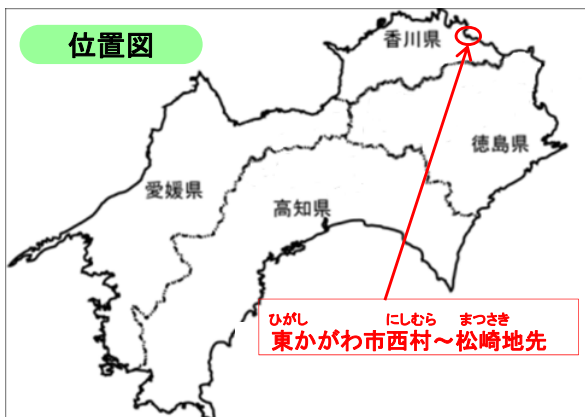 位置図
香川県
徳島県
愛媛県
高知県
ひがし にしむら まつさき
東かがわ市西村～松崎地先